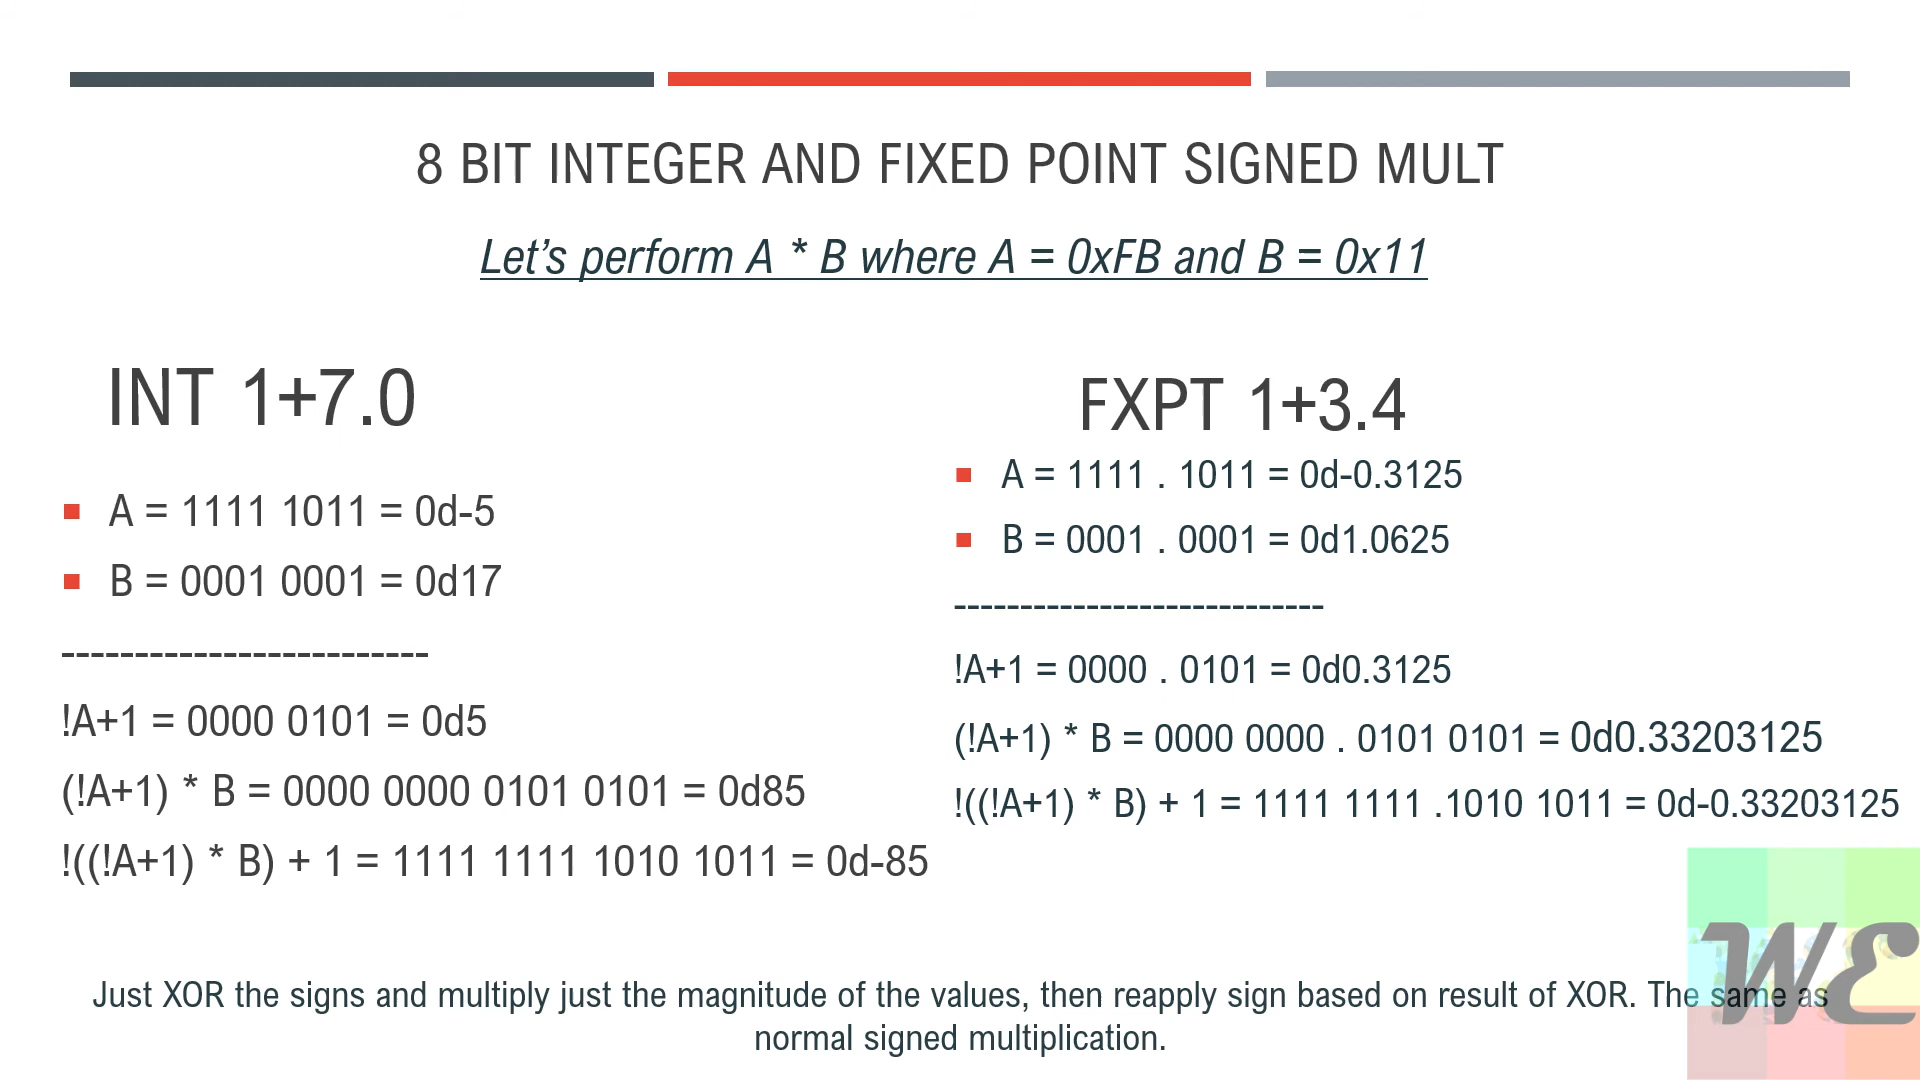 8 BIT INTEGER AND FIXED POINT SIGNED MULT
Let's perform A * B where A = 0xFB and B = 0x11
INT 1+7.0
A = 1111 1011 = 0d-5
B = 0001 0001 = 0d17
-------------------------
!A+1 = 0000 0101 = 0d5
(!A+1) * B = 0000 0000 0101 0101 = 0d85
!((!A+1) * B) + 1 = 1111 1111 1010 1011 = 0d-85
FXPT 1+3.4
A = 1111 . 1011 = 0d-0.3125
B = 0001 . 0001 = 0d1.0625
----------------------------
!A+1 = 0000 . 0101 = 0d0.3125
(!A+1) * B = 0000 0000 . 0101 0101 = 0d0.33203125
!((!A+1) * B) + 1 = 1111 1111 .1010 1011 = 0d-0.33203125
Just XOR the signs and multiply just the magnitude of the values, then reapply sign based on result of XOR. The same as
normal signed multiplication.
WE